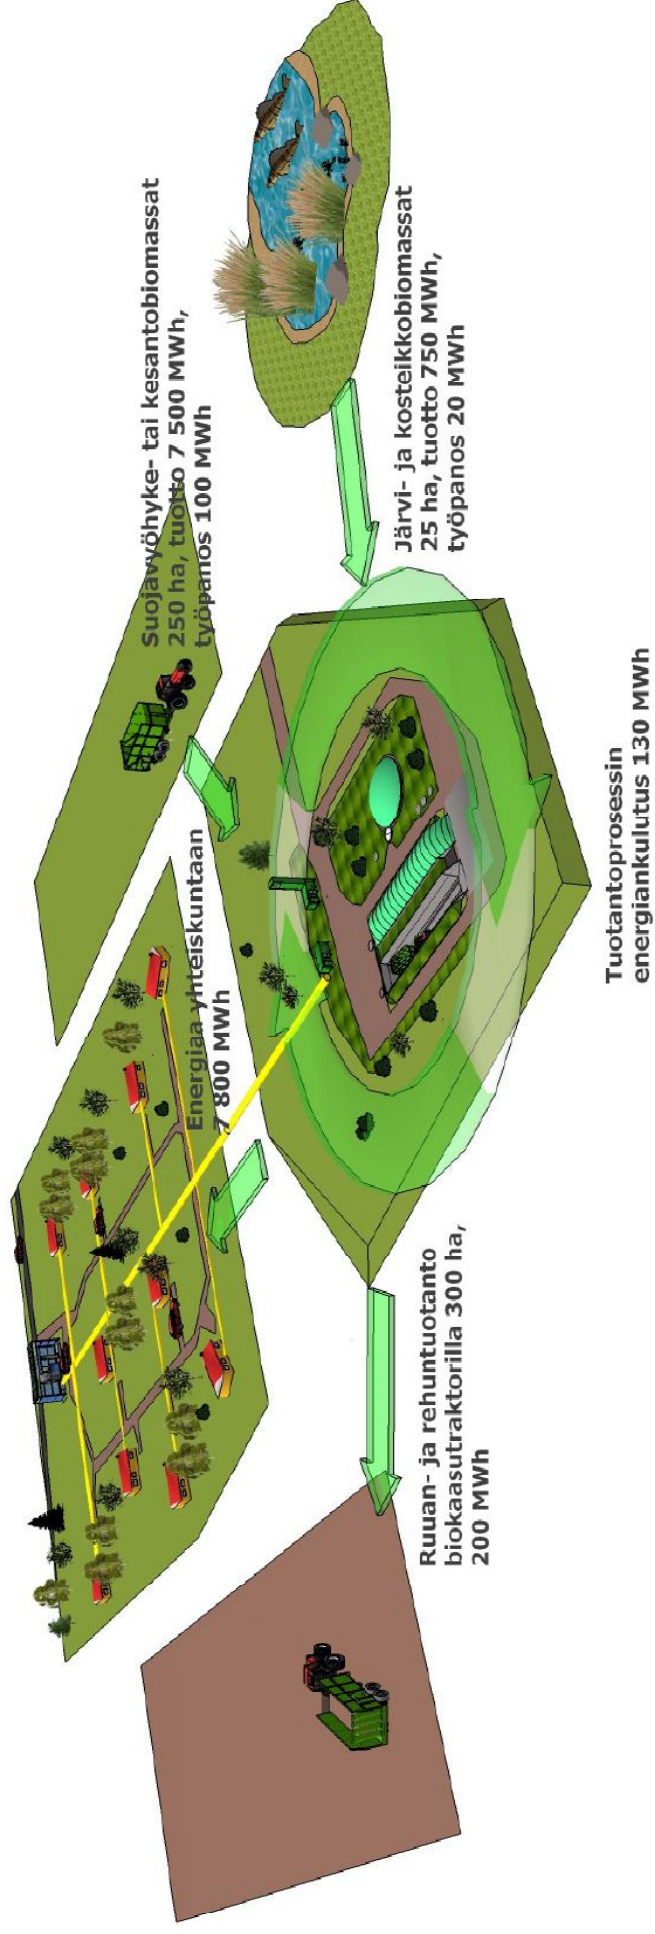 Suojavyöhyke- tai kesantobiomassat
250 ha, tuotto 7 500 MWh,
työpanos 100 MWh
Energiaa yhteiskuntaan
7 800 MWh
Järvi- ja kosteikkobiomassat
25 ha, tuotto 750 MWh,
työpanos 20 MWh
Ruuan- ja rehuntuotanto
biokaasutraktorilla 300 ha,
200 MWh
Tuotantoprosessin
energiankulutus 130 MWh